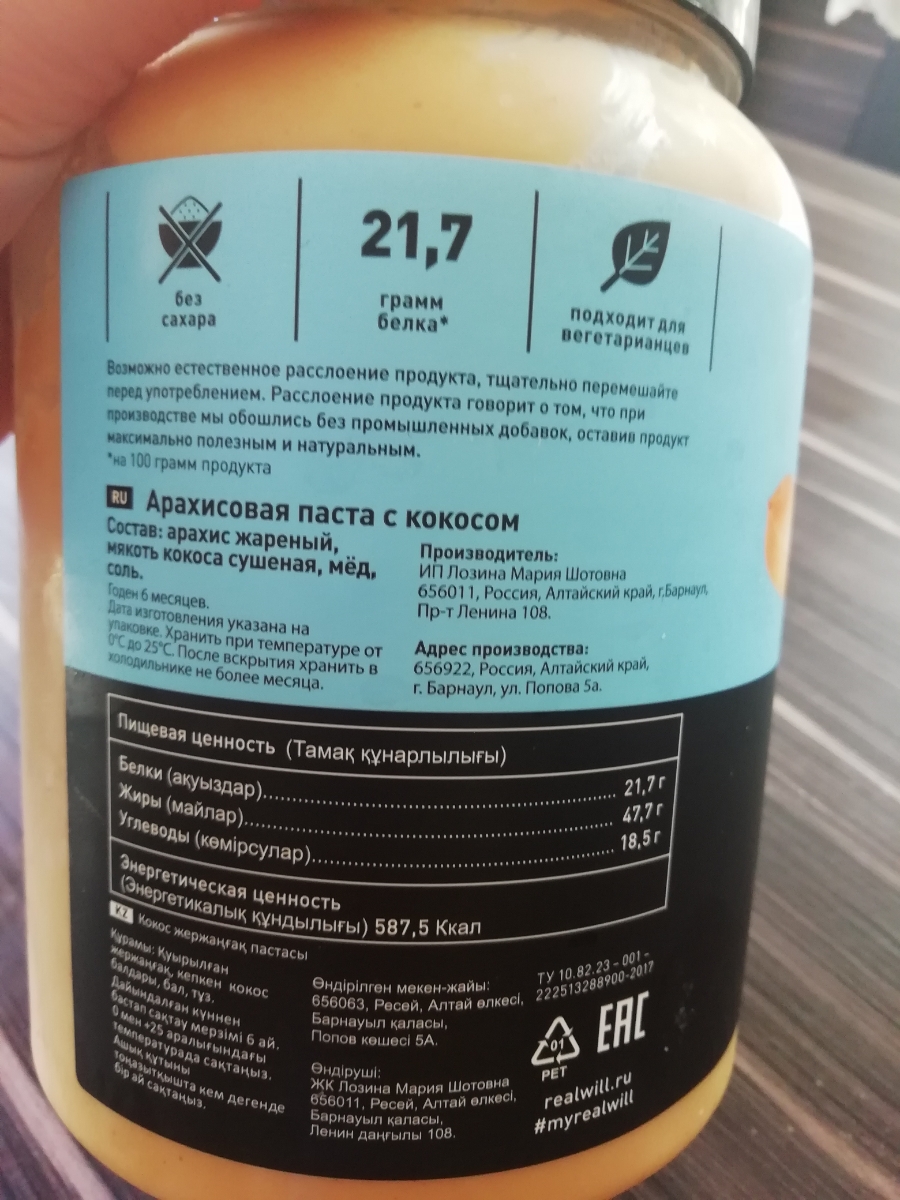 без
сахара
21,7
грамм
белка*
подходит для
вегетарианцев
Возможно естественное расслоение продукта, тщательно перемешайте
перед употреблением. Расслоение продукта говорит о том, что при
производстве мы обошлись без промышленных добавок, оставив продукт
максимально полезным и натуральным.
*на 100 грамм продукта
RU Арахисовая паста с кокосом
Состав: арахис жареный,
мякоть кокоса сушеная, мёд,
соль.
Годен 6 месяцев.
Дата изготовления указана на
упаковке. Хранить при температуре от
0°С до 25°С. После вскрытия хранить в
холодильнике не более месяца.
Производитель:
ИП Лозина Мария Шотовна
656011, Россия, Алтайский край, г.Барнаул,
Пр-т Ленина 108.
Адрес производства:
656922, Россия, Алтайский край,
г. Барнаул, ул. Попова 5а.
Пищевая ценность (Тамақ құнарлылығы)
Белки (ақуыздар)........................................................ 21,7 г
Жиры (майлар)........................................................... 47,7 г
Углеводы (көмірсулар)............................................... 18,5 г
Энергетическая ценность
(Энергетикалық құндылығы) 587,5 Ккал
KZ Кокос жержаңғақ пастасы
Құрамы: Қуырылған
жержаңғақ, кепкен кокос
балдары, бал, тұз.
Дайындалған күннен
бастап сақтау мерзімі 6 ай.
0 мен +25 аралығындағы
температурада сақтаңыз.
Ашық құтыны
тоңазытқышта кем дегенде
бір ай сақтаңыз.
Өндірілген мекен-жайы:
656063, Ресей, Алтай өлкесі,
Барнауыл қаласы,
Попов көшесі 5А.
Өндіруші:
ЖК Лозина Мария Шотовна
656011, Ресей, Алтай өлкесі,
Барнауыл қаласы,
Ленин даңғылы 108.
ТУ 10.82.23 - 001 -
222513288900-2017
01
PET
EAC
realwill.ru
#myrealwill